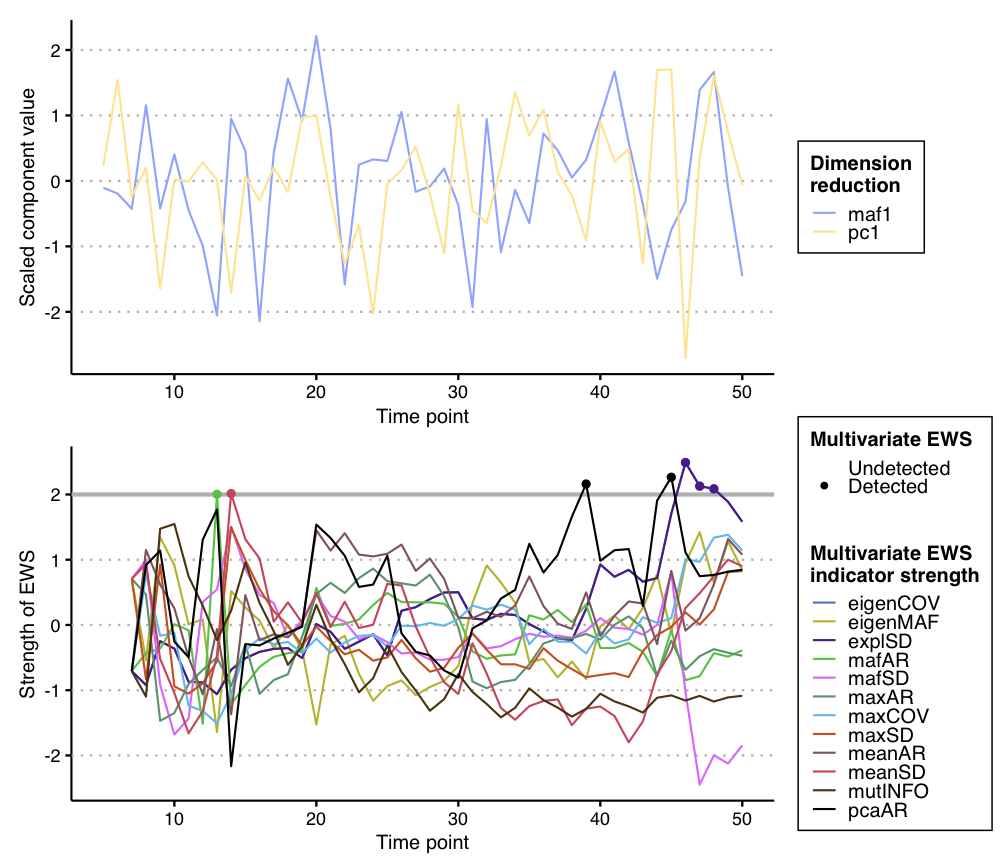 2
1
0
-1
-2
Scaled component value
10
20
30
40
50
Time point
Dimension
reduction
maf1
pc1
2
1
0
-1
-2
Strength of EWS
10
20
30
40
50
Time point
Multivariate EWS
Undetected
Detected
Multivariate EWS
indicator strength
eigenCOV
eigenMAF
explSD
mafAR
mafSD
maxAR
maxCOV
maxSD
meanAR
meanSD
mutINFO
pcaAR